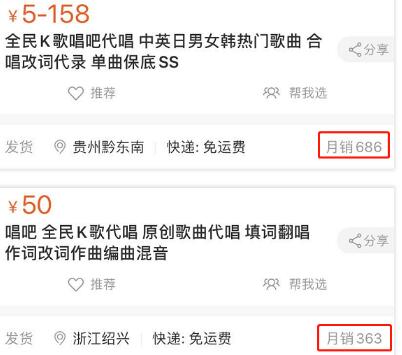 ¥5-158
全民K歌唱吧代唱 中英日男女韩热门歌曲 合
唱改词代录 单曲保底SS
分享
推荐 帮我选
发货 贵州黔东南 快递: 免运费 月销686
¥50
唱吧 全民K歌代唱 原创歌曲代唱 填词翻唱
作词改词作曲编曲混音
分享
推荐 帮我选
发货 浙江绍兴 快递: 免运费 月销363